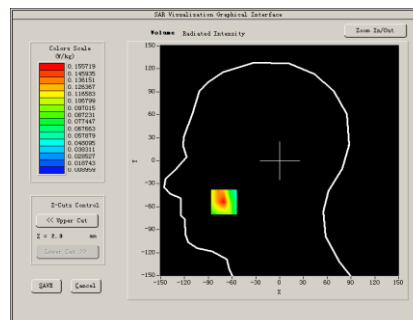 SAR Visualisation Graphical Interface
Volume Radiated Intensity
Zoom In/Out
Colors Scale
(W/kg)
0.155719
0.145935
0.136151
0.126367
0.116583
0.106799
0.097015
0.087231
0.077447
0.067663
0.057879
0.048095
0.038311
0.028527
0.018743
0.008959
Z-Cuts Control
<< Upper Cut
Z = 2.0 mm
Lower Cut >>
SAVE
Cancel
150
120
90
60
30
0
-30
-60
-90
-120
-150
Y
-150 -120 -90 -60 -30 0 30 60 90 120 150
X